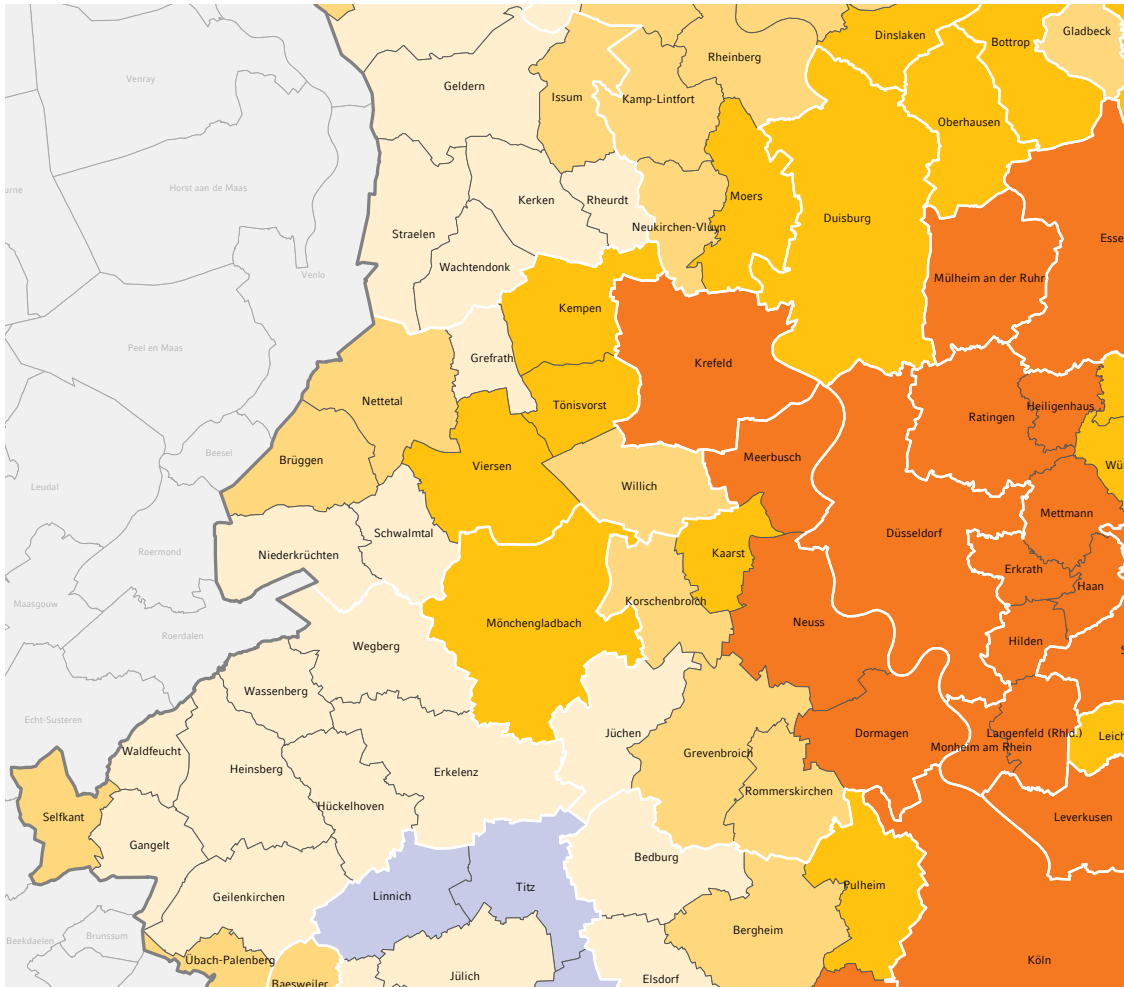 Dinslaken
Bottrop
Gladbeck
Rheinberg
Venray
Geldern
Issum
Kamp-Lintfort
Oberhausen
urne
Horst aan de Maas
Kerken
Rheurdt
Moers
Duisburg
Straelen
Neukirchen-Vluyn
Esse
Wachtendonk
Venlo
Mülheim an der Ruhr
Kempen
Peel en Maas
Grefrath
Krefeld
Nettetal
Tönisvorst
Heiligenhaus
Ratingen
Beesel
Brüggen
Viersen
Meerbusch
Wü
Leudal
Willich
Mettmann
Schwalmtal
Düsseldorf
Roermond
Niederkrüchten
Kaarst
Erkrath
Haan
Maasgouw
Korschenbroich
Roerdalen
Mönchengladbach
Neuss
Hilden
Wegberg
S
Wassenberg
Echt-Susteren
Jüchen
Dormagen
Langenfeld (Rhld.)
Leich
Waldfeucht
Grevenbroich
Monheim am Rhein
Heinsberg
Erkelenz
Rommerskirchen
Hückelhoven
Selfkant
Leverkusen
Gangelt
Bedburg
Titz
Pulheim
Linnich
Geilenkirchen
Bergheim
Brunssum
Beekdaelen
Übach-Palenberg
Köln
Jülich
Elsdorf
Baesweiler